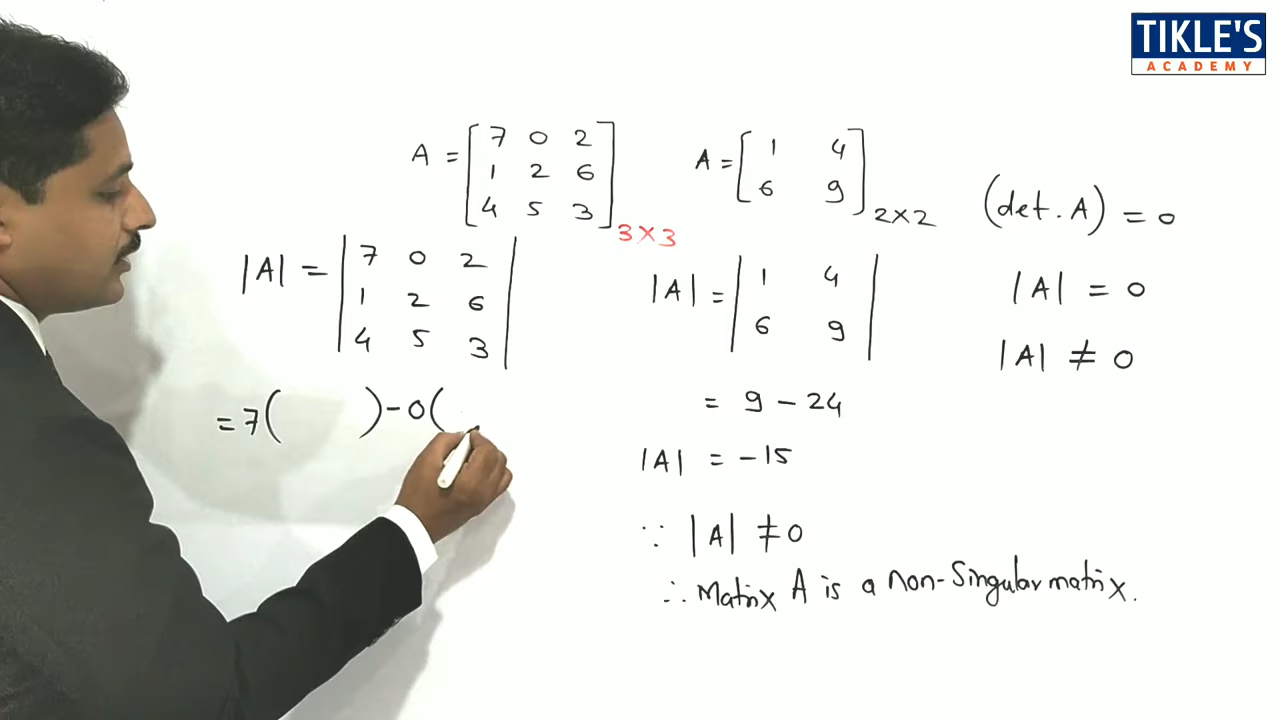 TIKLE'S
ACADEMY
A = [ 7 0 2
1 2 6
4 5 3 ] 3×3
|A| = | 7 0 2
1 2 6
4 5 3 |
= 7( ) - 0(
A = [ 1 4
6 9 ] 2×2
|A| = | 1 4
6 9 |
= 9 - 24
|A| = -15
∵ |A| ≠ 0
∴ Matrix A is a non-Singular matrix.
(det. A) = 0
|A| = 0
|A| ≠ 0